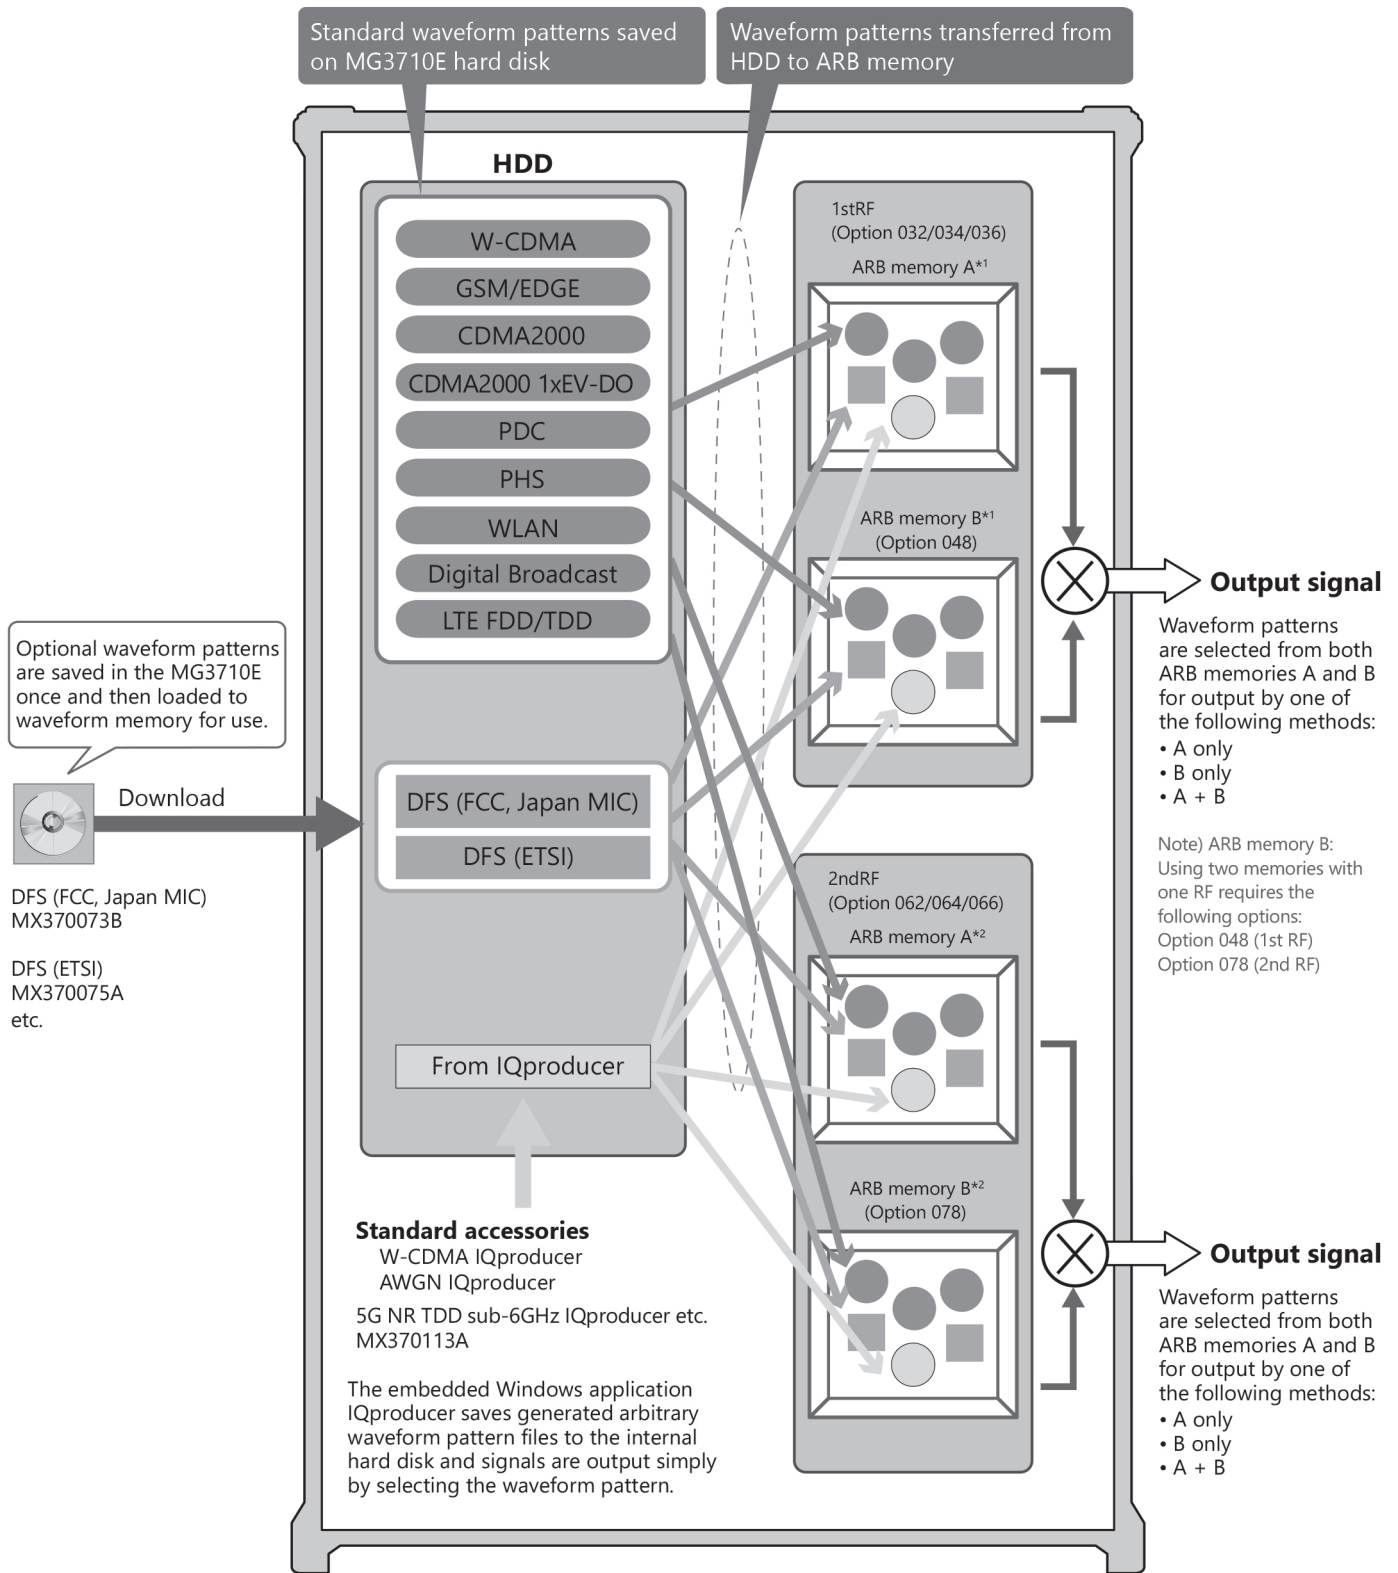 Standard waveform patterns saved
on MG3710E hard disk
Waveform patterns transferred from
HDD to ARB memory
HDD
W-CDMA
GSM/EDGE
CDMA2000
CDMA2000 1xEV-DO
PDC
PHS
WLAN
Digital Broadcast
LTE FDD/TDD
Optional waveform patterns
are saved in the MG3710E
once and then loaded to
waveform memory for use.
Download
DFS (FCC, Japan MIC)
MX370073B
DFS (ETSI)
MX370075A
etc.
DFS (FCC, Japan MIC)
DFS (ETSI)
From IQproducer
Standard accessories
W-CDMA IQproducer
AWGN IQproducer
5G NR TDD sub-6GHz IQproducer etc.
MX370113A
The embedded Windows application
IQproducer saves generated arbitrary
waveform pattern files to the internal
hard disk and signals are output simply
by selecting the waveform pattern.
1stRF
(Option 032/034/036)
ARB memory A*1
ARB memory B*1
(Option 048)
Output signal
Waveform patterns
are selected from both
ARB memories A and B
for output by one of
the following methods:
• A only
• B only
• A + B
Note) ARB memory B:
Using two memories with
one RF requires the
following options:
Option 048 (1st RF)
Option 078 (2nd RF)
2ndRF
(Option 062/064/066)
ARB memory A*2
ARB memory B*2
(Option 078)
Output signal
Waveform patterns
are selected from both
ARB memories A and B
for output by one of
the following methods:
• A only
• B only
• A + B